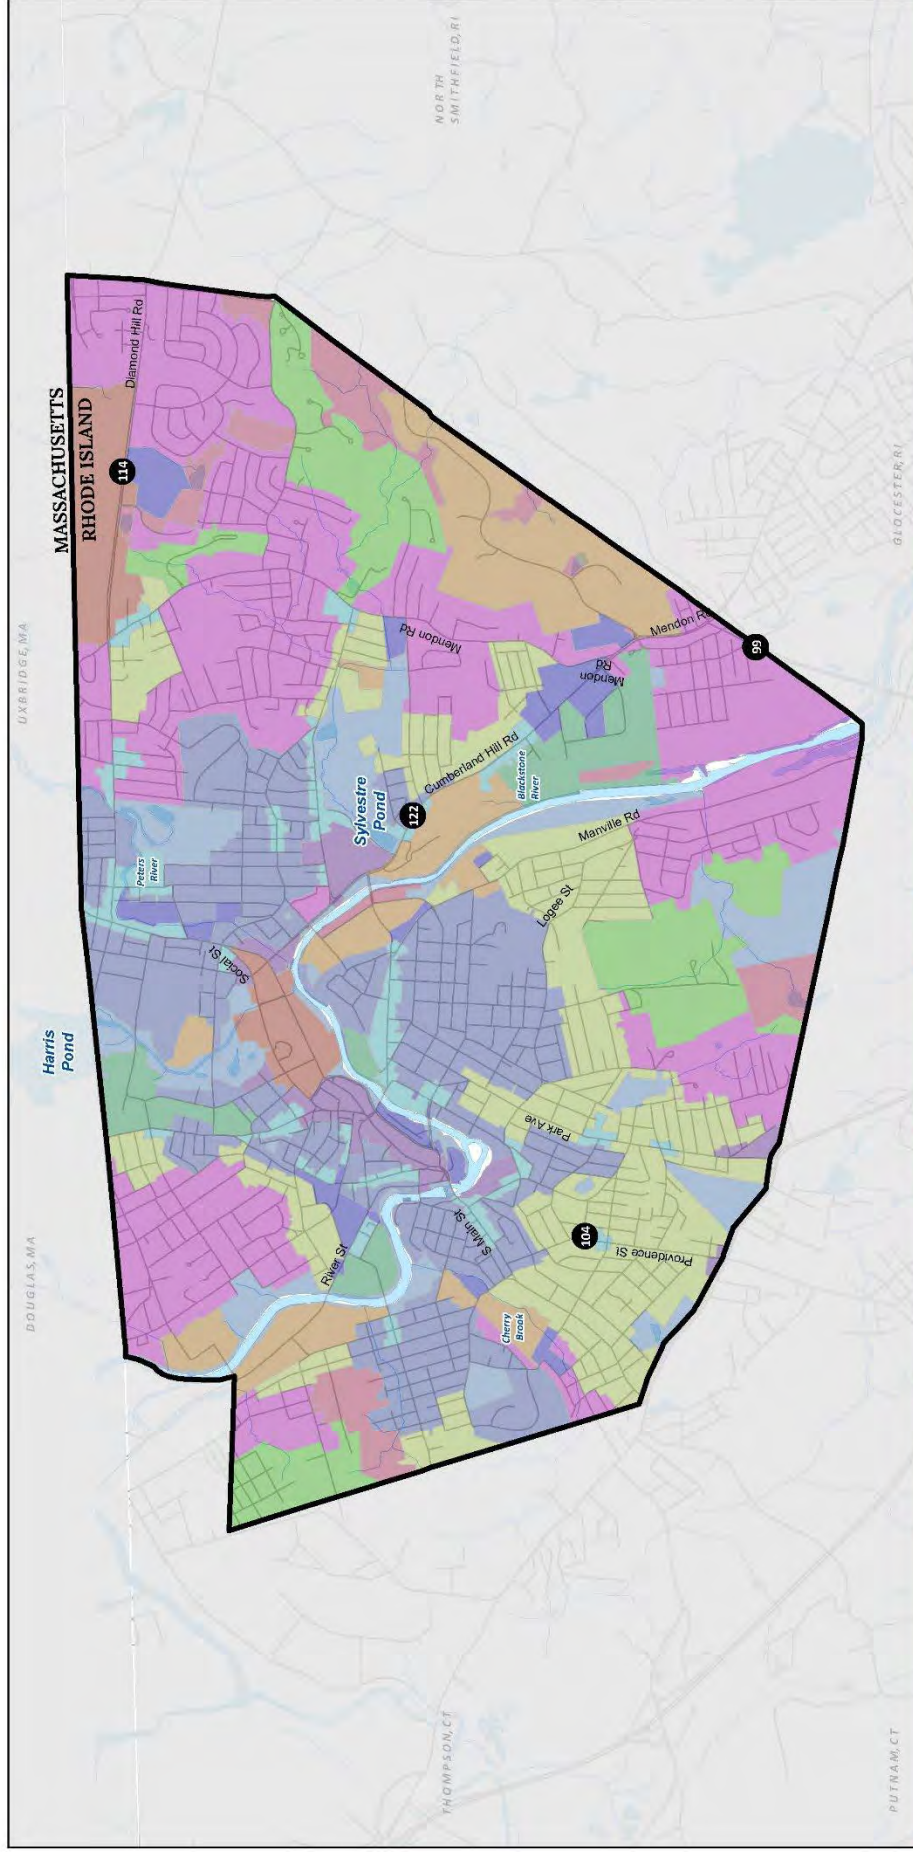 MASSACHUSETTS
RHODE ISLAND
NORTH
SMITHFIELD, RI
UXBRIDGE, MA
DOUGLAS, MA
THOMPSON, CT
PUTNAM, CT
GLOCESTER, RI
Harris
Pond
Diamond Hill Rd
114
Peters
River
Social St
Sylvestre
Pond
122
Mendon Rd
Cumberland Hill Rd
Mendon
Rd
Mendon Rd
99
Blackstone
River
Manville Rd
Logee St
Park Ave
River St
S Main St
Cherry
Brook
104
Providence St